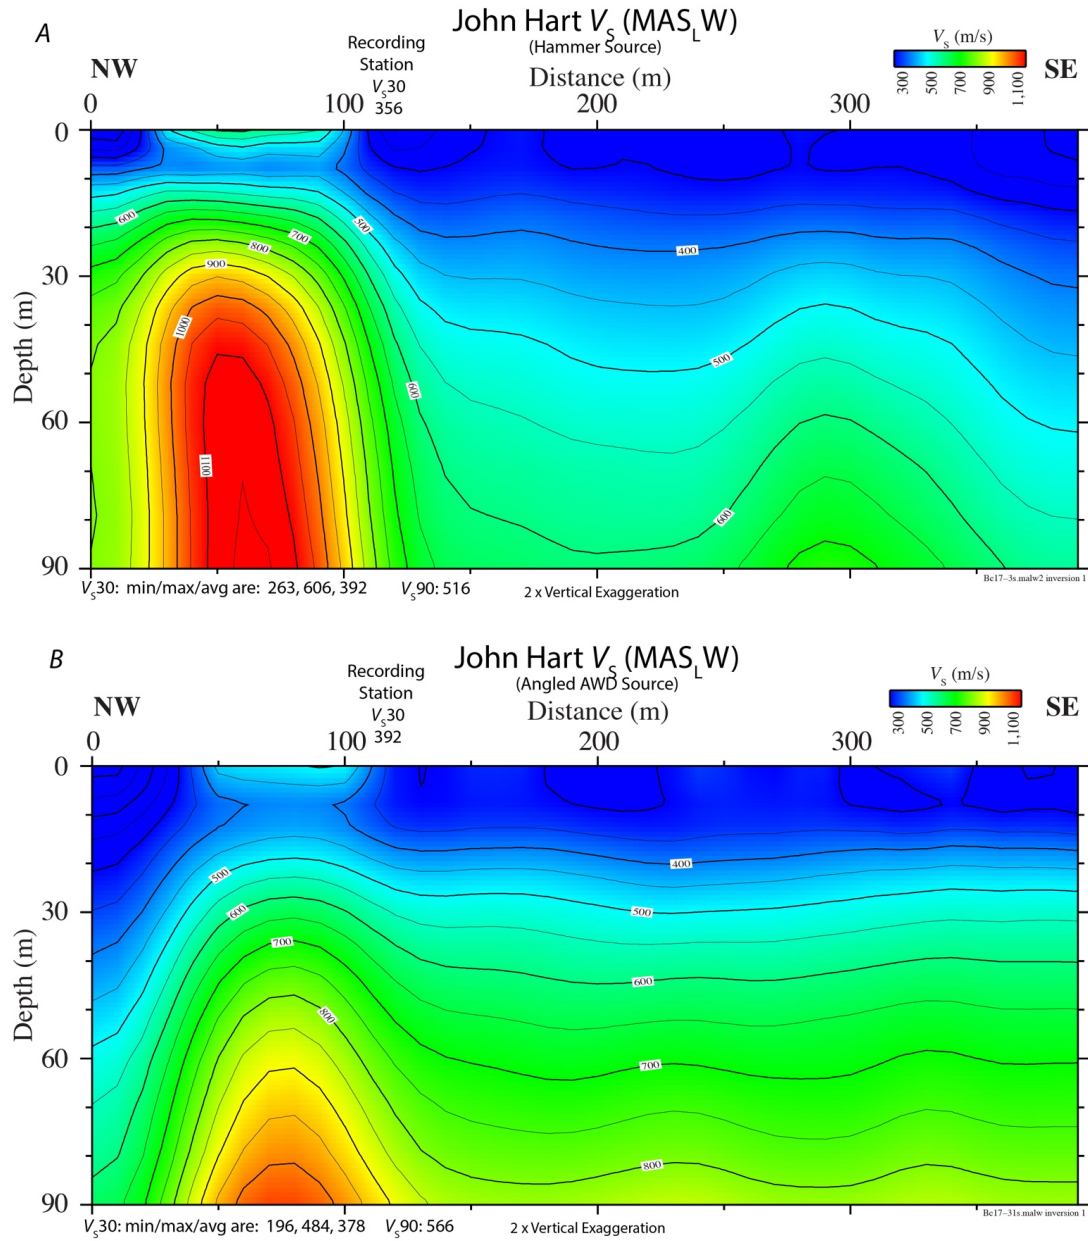 A
John Hart VS (MASLW)
(Hammer Source)
Recording
Station
VS30
356
VS (m/s)
300 500 700 900 1,100
NW
Distance (m)
SE
0 100 200 300
0
30
60
90
Depth (m)
600
700
800
900
1000
1100
500
600
400
500
600
VS30: min/max/avg are: 263, 606, 392 VS90: 516
2 x Vertical Exaggeration
Bc17-3s.malw2 inversion 1
B
John Hart VS (MASLW)
(Angled AWD Source)
Recording
Station
VS30
392
VS (m/s)
300 500 700 900 1,100
NW
Distance (m)
SE
0 100 200 300
0
30
60
90
Depth (m)
500
600
700
800
400
500
600
700
800
VS30: min/max/avg are: 196, 484, 378 VS90: 566
2 x Vertical Exaggeration
Bc17-31s.malw inversion 1